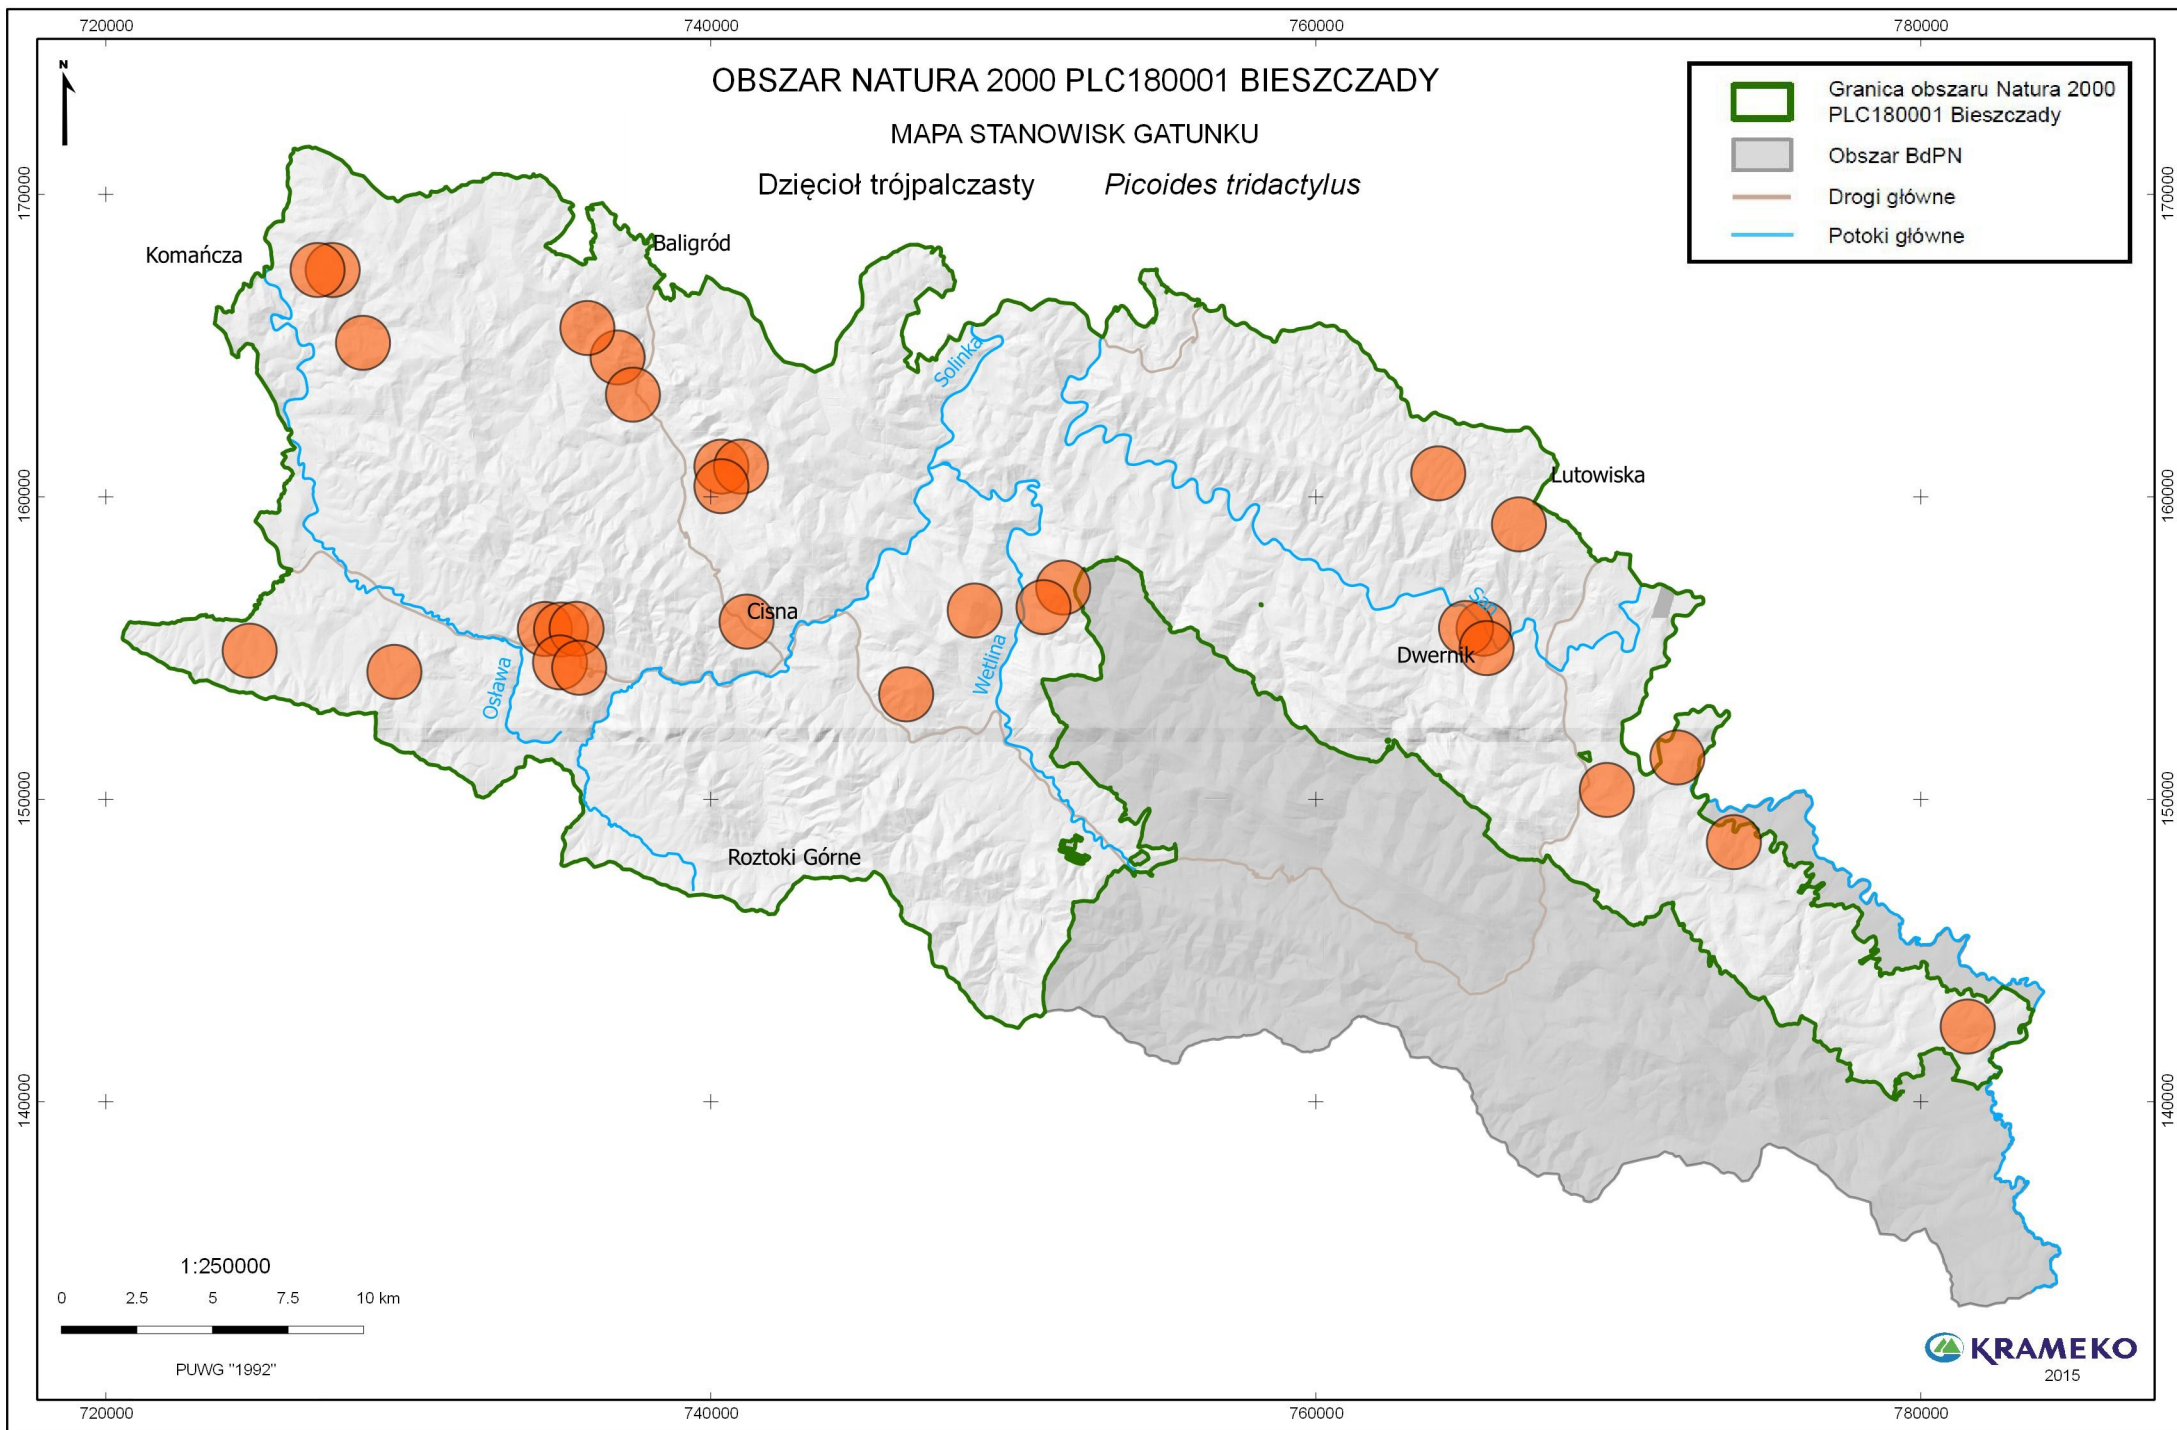 720000 740000 760000 780000
N
OBSZAR NATURA 2000 PLC180001 BIESZCZADY
MAPA STANOWISK GATUNKU
Dzięcioł trójpalczasty Picoides tridactylus
Granica obszaru Natura 2000
PLC180001 Bieszczady
Obszar BdPN
Drogi główne
Potoki główne
170000 170000
Komańcza
Baligród
Solinka
160000 160000
Lutowiska
San
Cisna
Dwernik
Osława
Wetlina
150000 150000
Roztoki Górne
140000 140000
1:250000
0 2.5 5 7.5 10 km
PUWG "1992"
KRAMEKO
2015
720000 740000 760000 780000